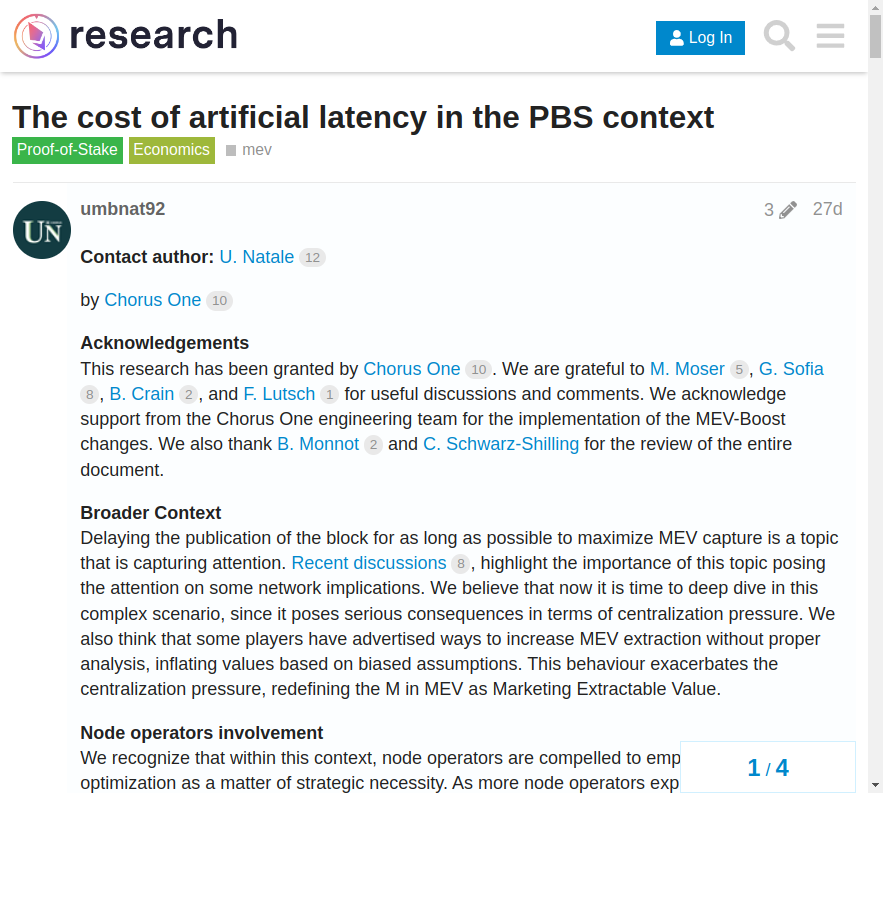 research
Log In
The cost of artificial latency in the PBS context
Proof-of-Stake Economics mev
umbnat92 3 27d
UN
Contact author: U. Natale 12
by Chorus One 10
Acknowledgements
This research has been granted by Chorus One 10. We are grateful to M. Moser 5, G. Sofia
8, B. Crain 2, and F. Lutsch 1 for useful discussions and comments. We acknowledge
support from the Chorus One engineering team for the implementation of the MEV-Boost
changes. We also thank B. Monnot 2 and C. Schwarz-Shilling for the review of the entire
document.
Broader Context
Delaying the publication of the block for as long as possible to maximize MEV capture is a topic
that is capturing attention. Recent discussions 8, highlight the importance of this topic posing
the attention on some network implications. We believe that now it is time to deep dive in this
complex scenario, since it poses serious consequences in terms of centralization pressure. We
also think that some players have advertised ways to increase MEV extraction without proper
analysis, inflating values based on biased assumptions. This behaviour exacerbates the
centralization pressure, redefining the M in MEV as Marketing Extractable Value.
Node operators involvement
We recognize that within this context, node operators are compelled to emp
optimization as a matter of strategic necessity. As more node operators exp
1 / 4